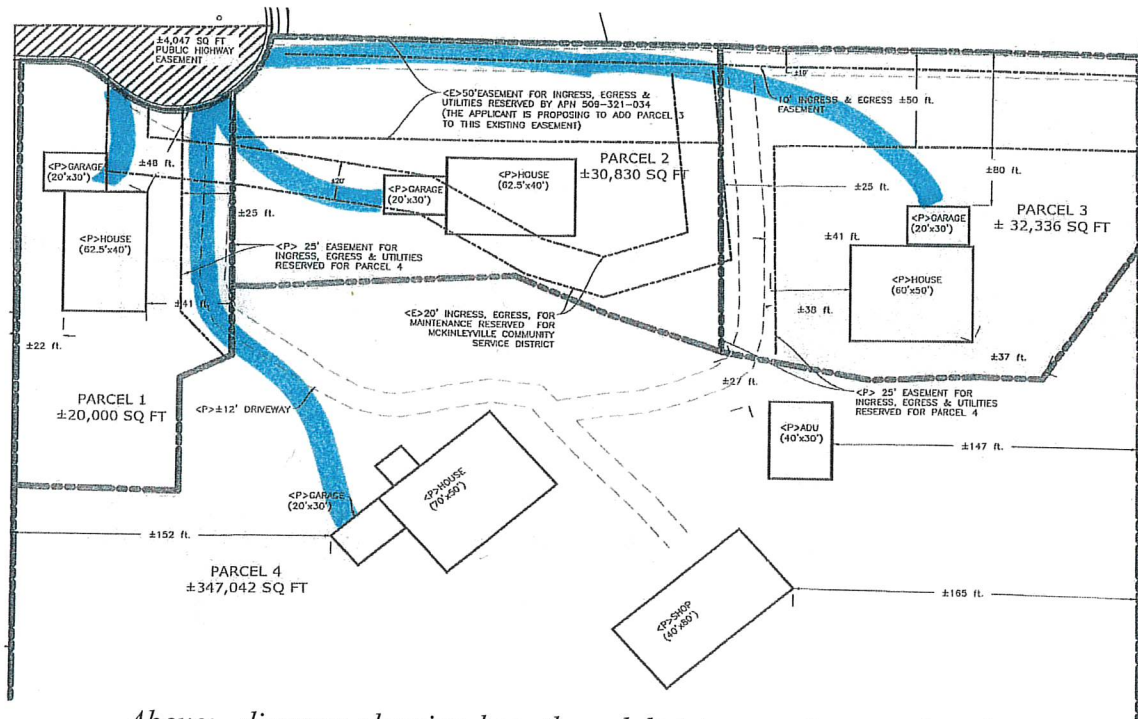 ±4,047 SQ FT
PUBLIC HIGHWAY
EASEMENT
<E>50'EASEMENT FOR INGRESS, EGRESS &
UTILITIES RESERVED BY APN 509-321-034
(THE APPLICANT IS PROPOSING TO ADD PARCEL 3
TO THIS EXISTING EASEMENT)
±19'
10' INGRESS & EGRESS ±50 ft.
EASEMENT
<P>GARAGE
(20'x30')
±48 ft.
±20'
<P>GARAGE
(20'x30')
<P>HOUSE
(62.5'x40')
PARCEL 2
±30,830 SQ FT
±80 ft.
±25 ft.
<P>HOUSE
(62.5'x40')
±25 ft.
<P>GARAGE
(20'x30')
PARCEL 3
± 32,336 SQ FT
±41 ft.
<P> 25' EASEMENT FOR
INGRESS, EGRESS & UTILITIES
RESERVED FOR PARCEL 4
<P>HOUSE
(60'x50')
±41 ft.
±38 ft.
<E>20' INGRESS, EGRESS, FOR
MAINTENANCE RESERVED FOR
MCKINLEYVILLE COMMUNITY
SERVICE DISTRICT
±22 ft.
±37 ft.
±27 ft.
PARCEL 1
±20,000 SQ FT
<P>±12' DRIVEWAY
<P> 25' EASEMENT FOR
INGRESS, EGRESS & UTILITIES
RESERVED FOR PARCEL 4
<P>ADU
(40'x30')
±147 ft.
<P>HOUSE
(70'x50')
<P>GARAGE
(20'x30')
±152 ft.
PARCEL 4
±347,042 SQ FT
<P>SHOP
(40'x80')
±165 ft.